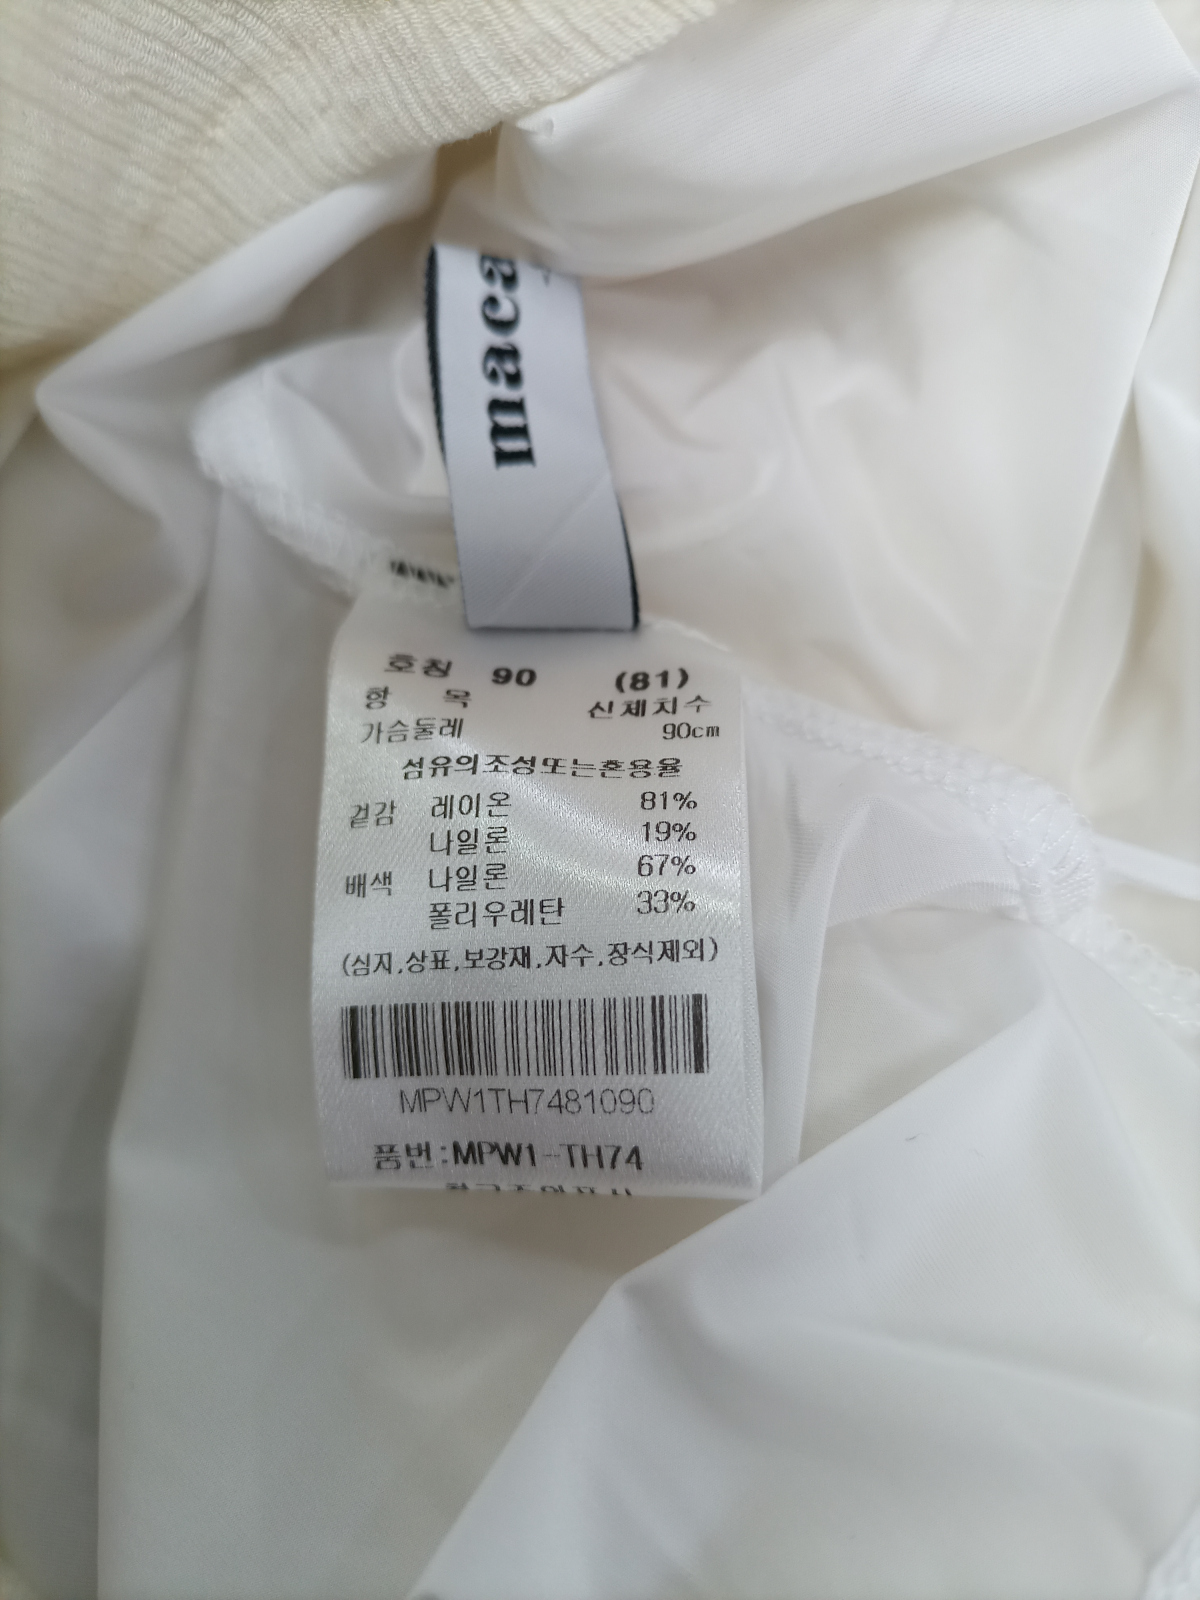 maca
호칭 90 (81)
항 목 신체치수
가슴둘레 90cm
섬유의조성또는혼용율
겉감 레이온 81%
나일론 19%
배색 나일론 67%
폴리우레탄 33%
(심지,상표,보강재,자수,장식제외)
MPW1TH7481090
품번:MPW1-TH74